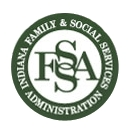 INDIANA FAMILY & SOCIAL SERVICES
FSSA
ADMINISTRATION